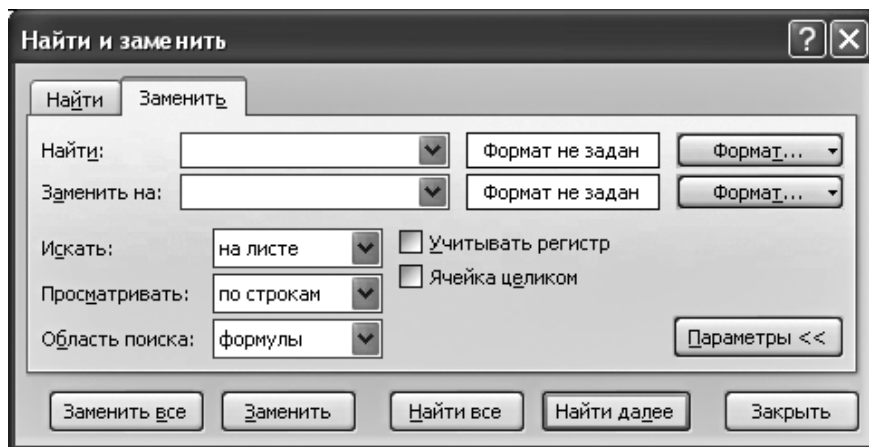 Найти и заменить
Найти Заменить
Найти: Формат не задан Формат...
Заменить на: Формат не задан Формат...
Искать: на листе Учитывать регистр
Просматривать: по строкам Ячейка целиком
Область поиска: формулы Параметры <<
Заменить все Заменить Найти все Найти далее Закрыть